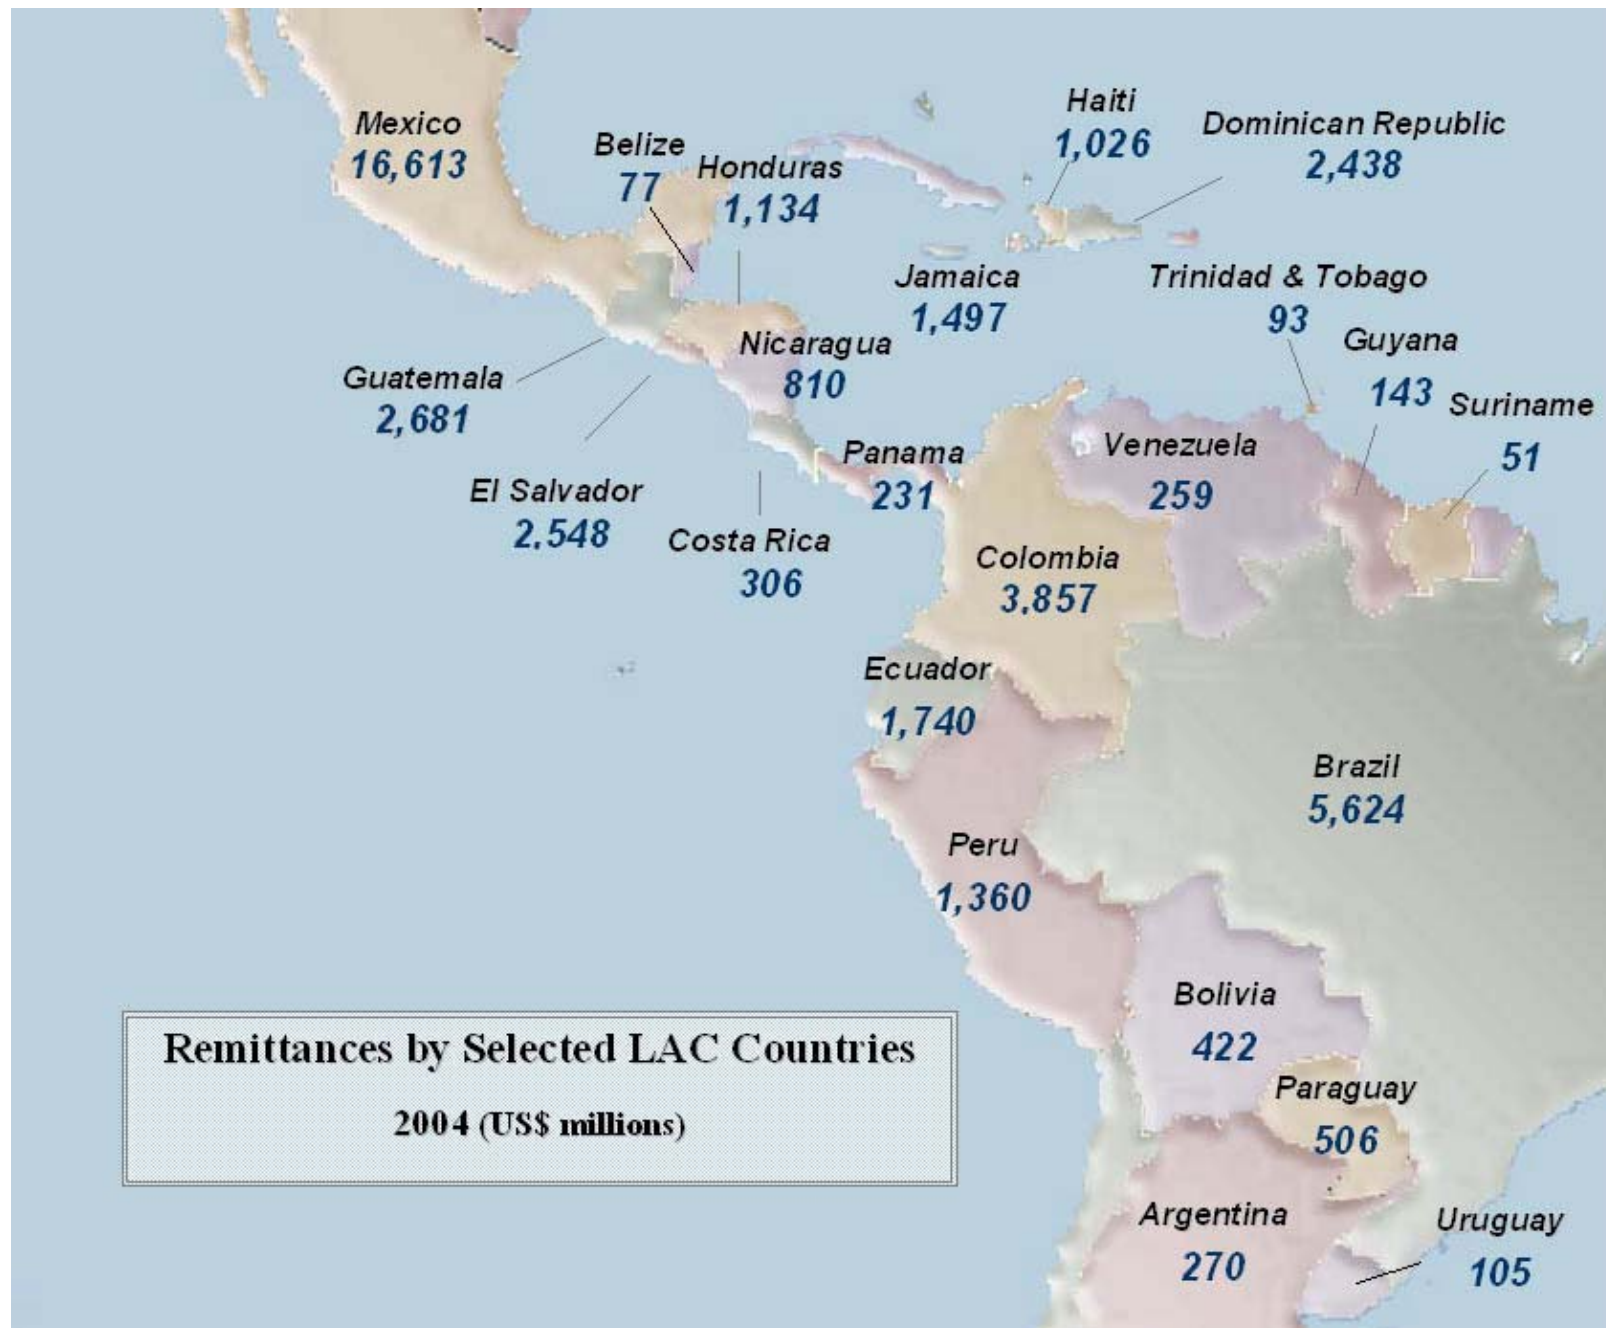 Mexico
16,613
Belize
77
Honduras
1,134
Haiti
1,026
Dominican Republic
2,438
Jamaica
1,497
Trinidad & Tobago
93
Guyana
143
Suriname
51
Guatemala
2,681
Nicaragua
810
El Salvador
2.548
Costa Rica
306
Panama
231
Venezuela
259
Colombia
3,857
Ecuador
1,740
Brazil
5,624
Peru
1,360
Bolivia
422
Paraguay
506
Argentina
270
Uruguay
105
Remittances by Selected LAC Countries
2004 (US$ millions)